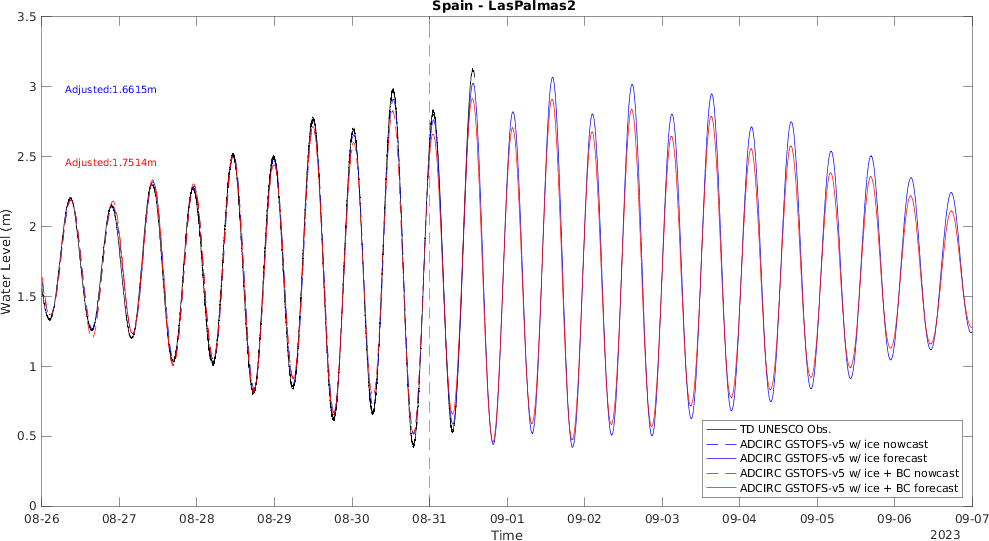 Spain - LasPalmas2
3.5
3
2.5
2
1.5
1
0.5
0
Water Level (m)
Adjusted:1.6615m
Adjusted:1.7514m
TD UNESCO Obs.
ADCIRC GSTOFS-v5 w/ ice nowcast
ADCIRC GSTOFS-v5 w/ ice forecast
ADCIRC GSTOFS-v5 w/ ice + BC nowcast
ADCIRC GSTOFS-v5 w/ ice + BC forecast
08-26 08-27 08-28 08-29 08-30 08-31 09-01 09-02 09-03 09-04 09-05 09-06 09-07
Time
2023